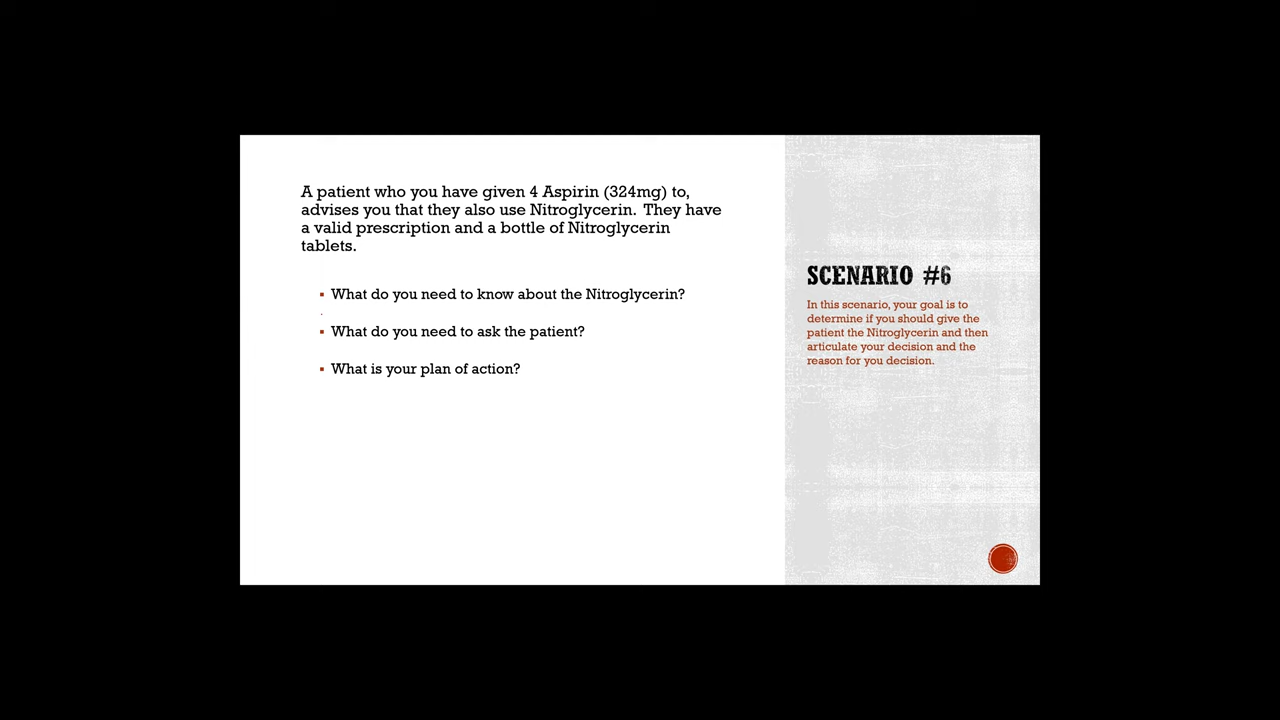 A patient who you have given 4 Aspirin (324mg) to,
advises you that they also use Nitroglycerin.  They have
a valid prescription and a bottle of Nitroglycerin
tablets.
▪ What do you need to know about the Nitroglycerin?
▪ What do you need to ask the patient?
▪ What is your plan of action?
SCENARIO #6
In this scenario, your goal is to
determine if you should give the
patient the Nitroglycerin and then
articulate your decision and the
reason for you decision.